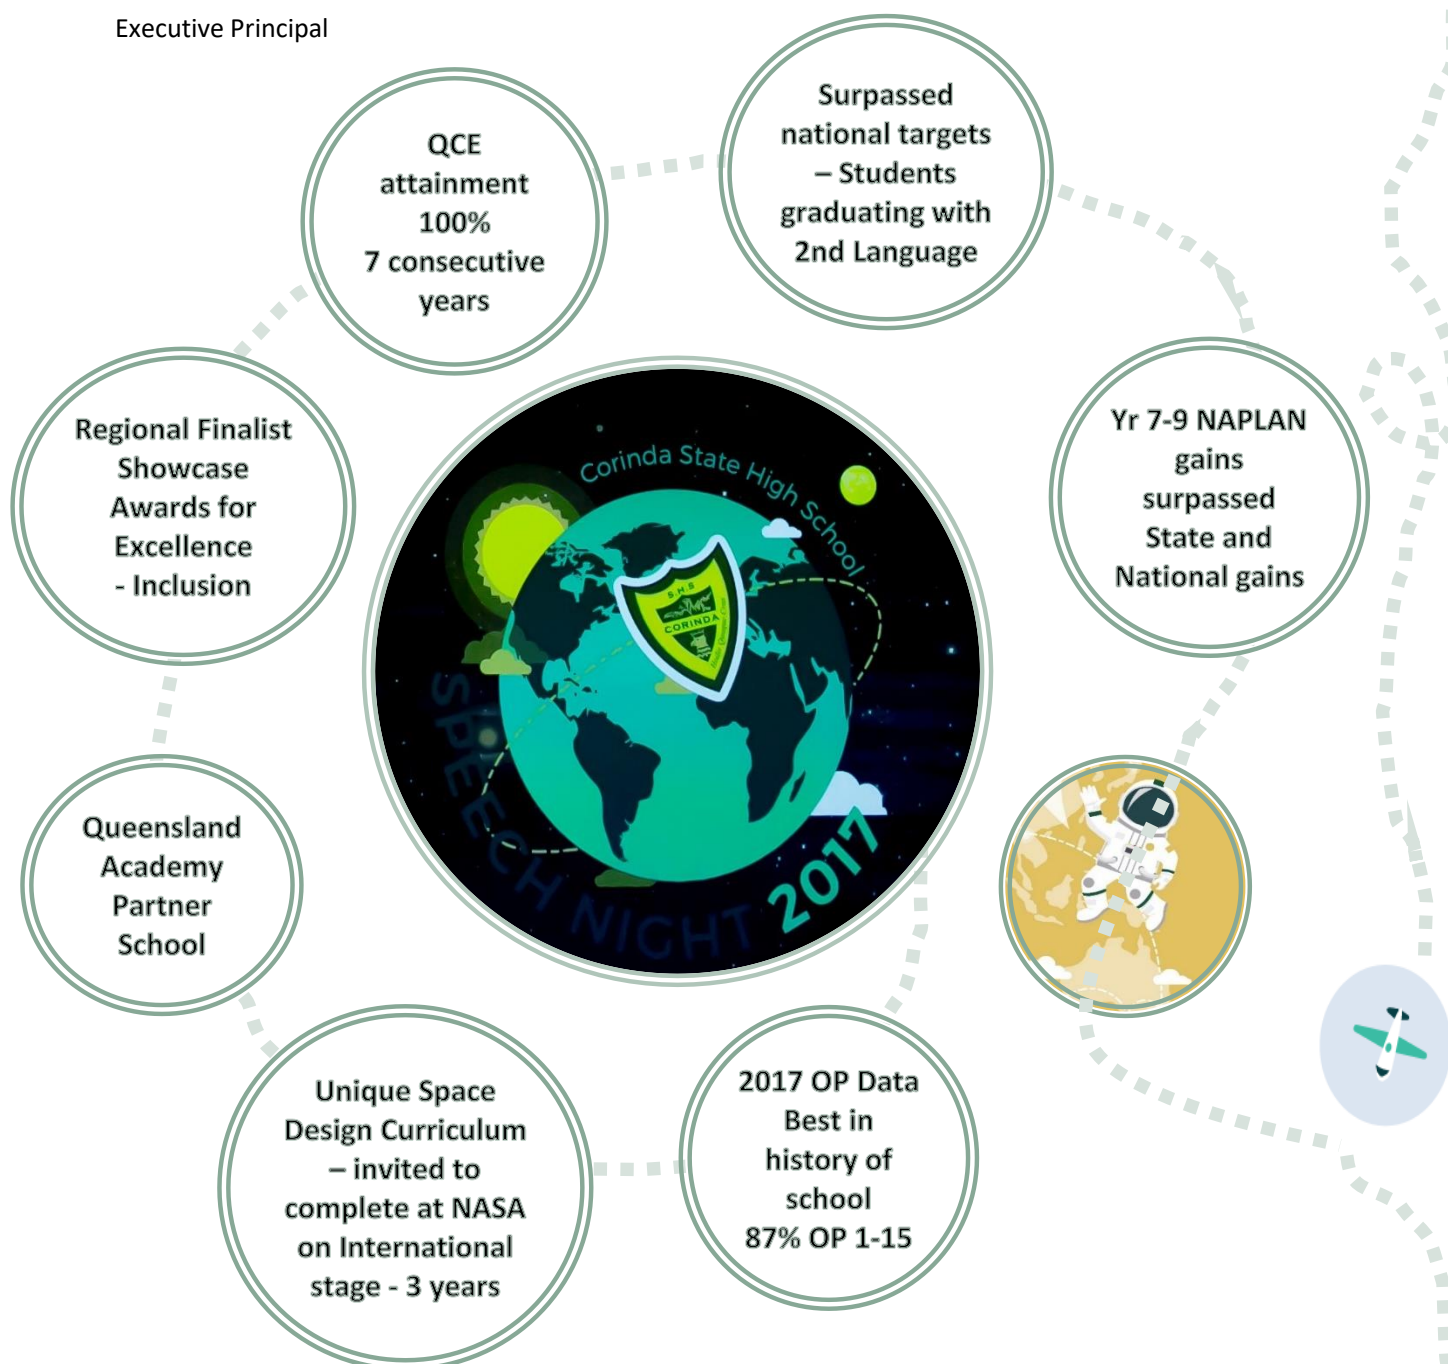 Executive Principal
Surpassed
national targets
– Students
graduating with
2nd Language
QCE
attainment
100%
7 consecutive
years
Yr 7-9 NAPLAN
gains
surpassed
State and
National gains
Regional Finalist
Showcase
Awards for
Excellence
- Inclusion
Corinda State High School
S.H.S
CORINDA
SPEECH NIGHT 2017
Queensland
Academy
Partner
School
Unique Space
Design Curriculum
– invited to
complete at NASA
on International
stage - 3 years
2017 OP Data
Best in
history of
school
87% OP 1-15